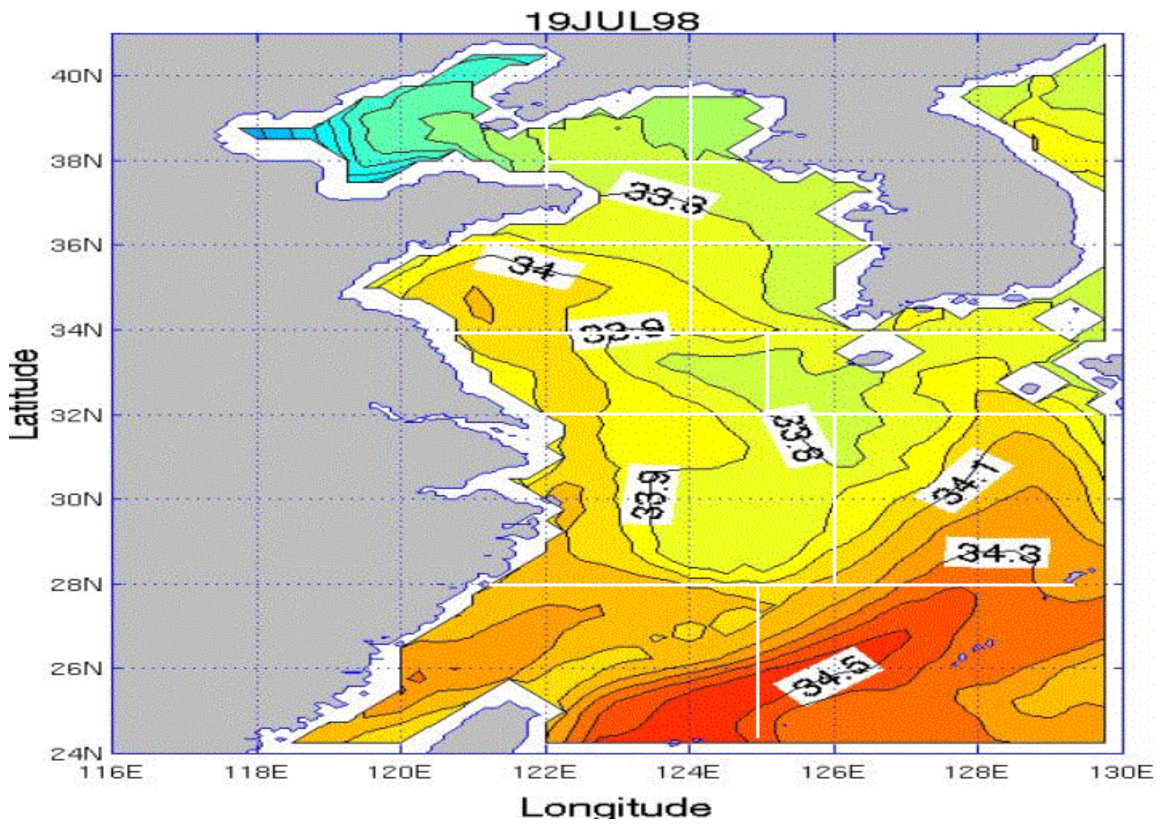 19JUL98
40N
38N
33.8
36N
34
34N
33.9
32N
33.8
34.1
33.9
30N
34.3
28N
26N
34.5
24N
116E 118E 120E 122E 124E 126E 128E 130E
Longitude
Latitude